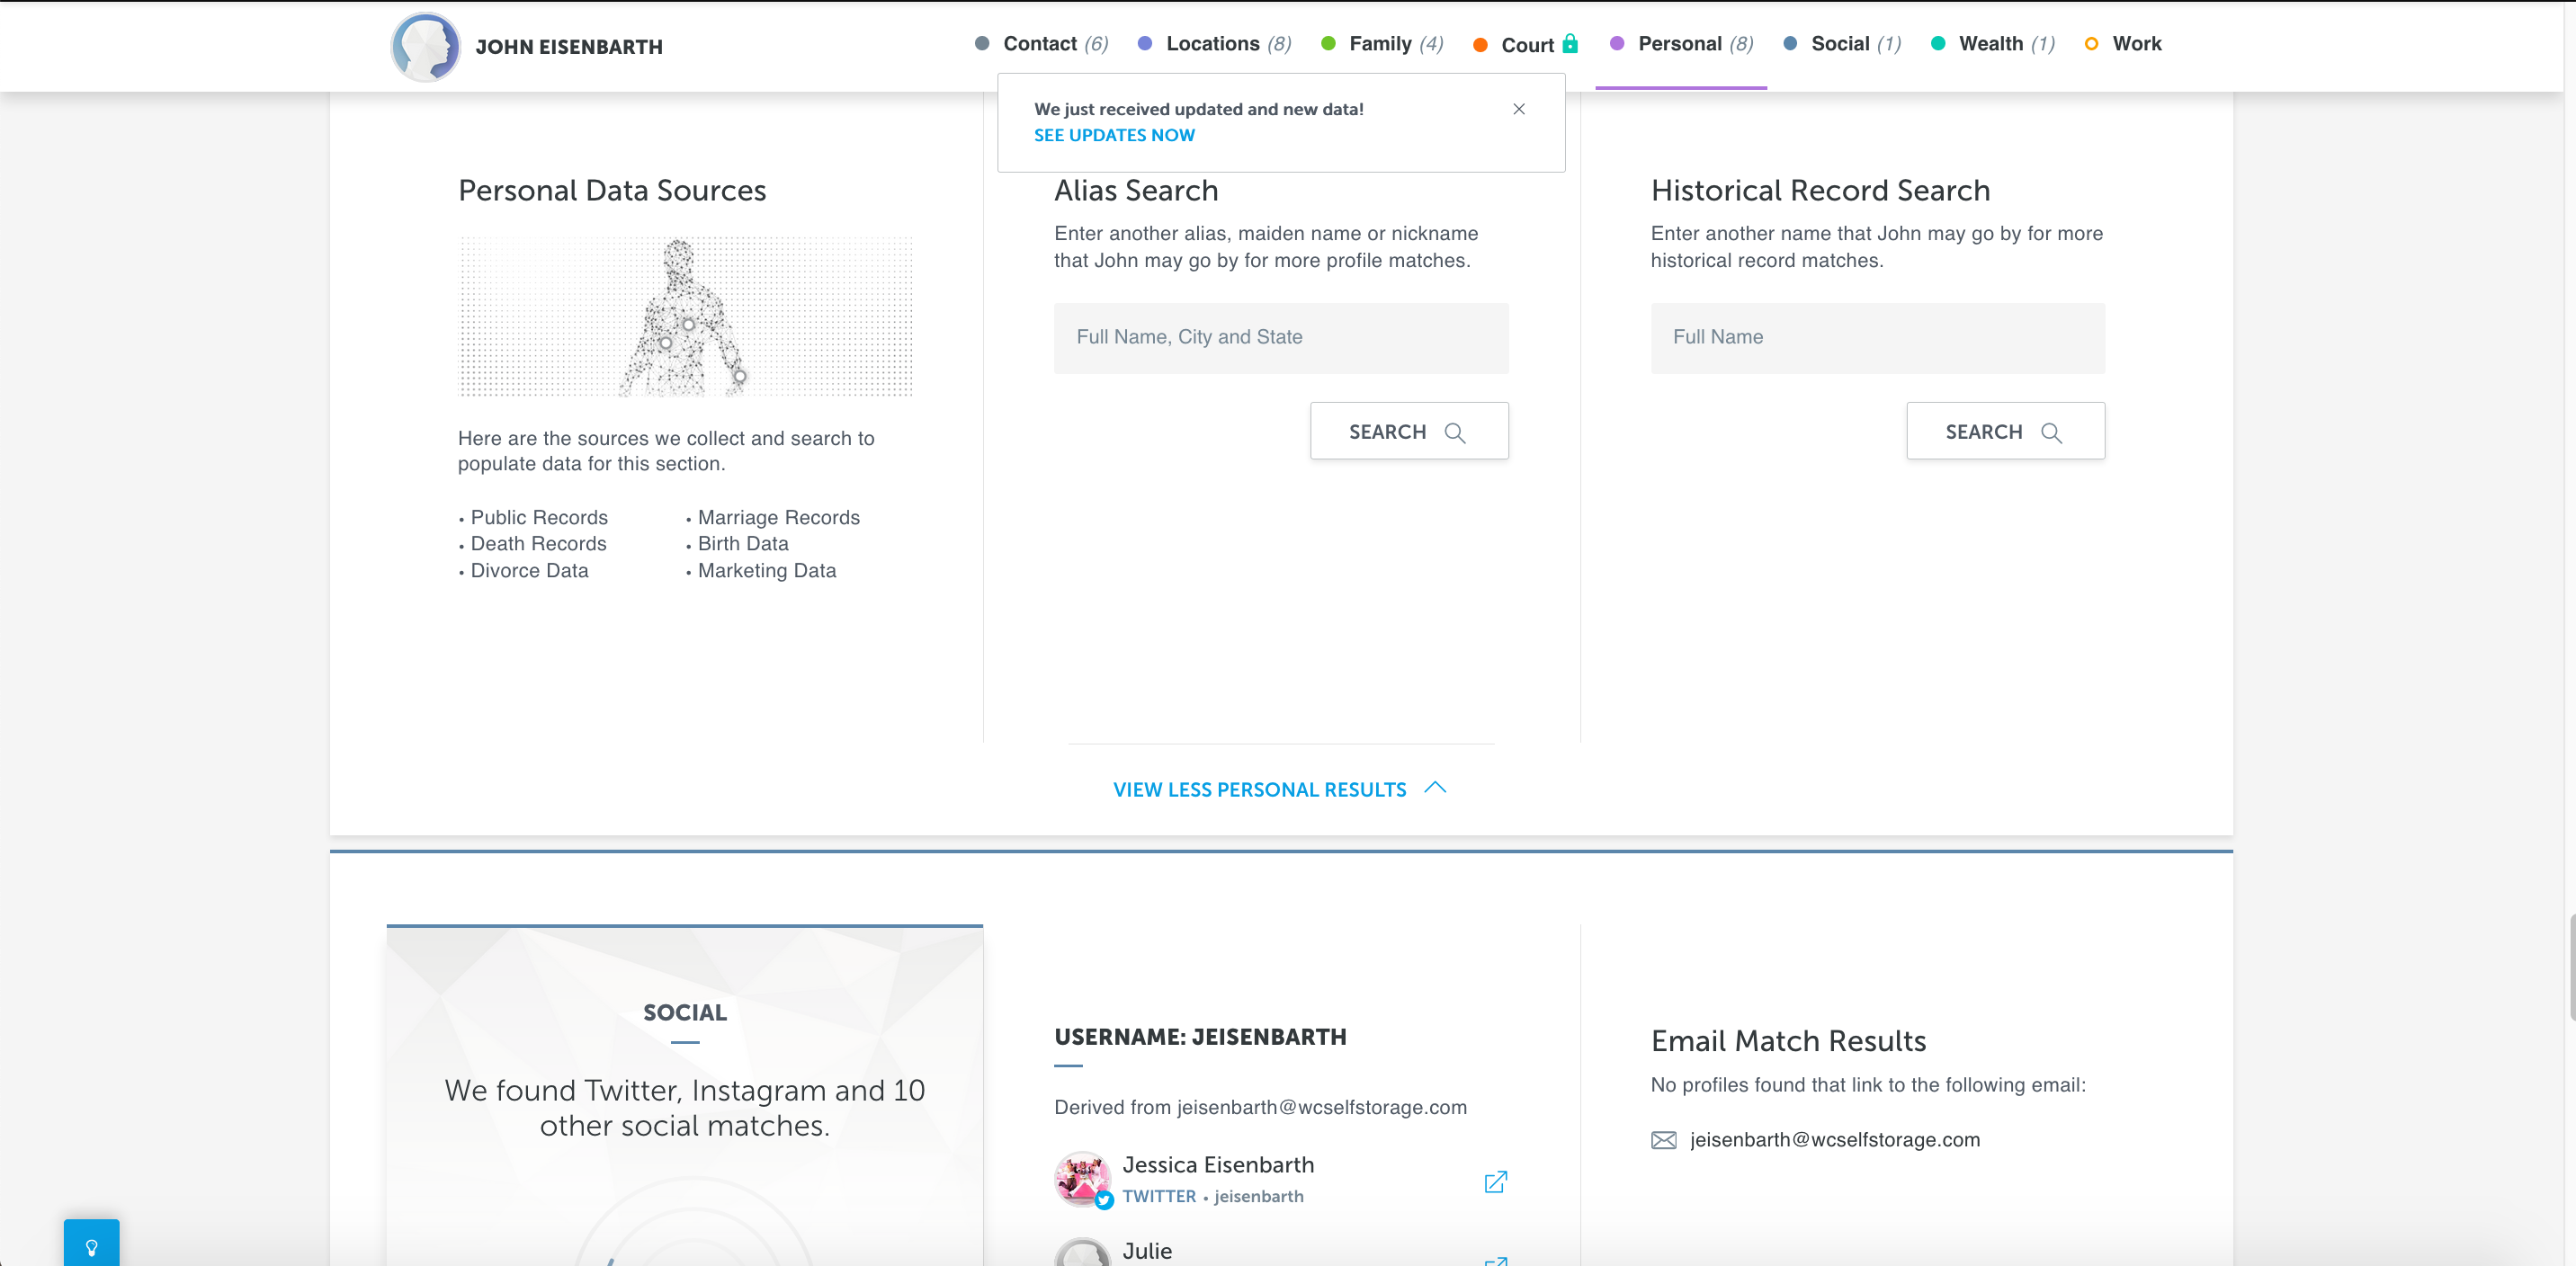 JOHN EISENBARTH
Contact (6)
Locations (8)
Family (4)
Court
Personal (8)
Social (1)
Wealth (1)
Work
We just received updated and new data!
SEE UPDATES NOW
Personal Data Sources
Here are the sources we collect and search to
populate data for this section.
• Public Records
• Death Records
• Divorce Data
• Marriage Records
• Birth Data
• Marketing Data
Alias Search
Enter another alias, maiden name or nickname
that John may go by for more profile matches.
Full Name, City and State
SEARCH
Historical Record Search
Enter another name that John may go by for more
historical record matches.
Full Name
SEARCH
VIEW LESS PERSONAL RESULTS
SOCIAL
We found Twitter, Instagram and 10
other social matches.
USERNAME: JEISENBARTH
Derived from jeisenbarth@wcselfstorage.com
Jessica Eisenbarth
TWITTER • jeisenbarth
Julie
Email Match Results
No profiles found that link to the following email:
jeisenbarth@wcselfstorage.com